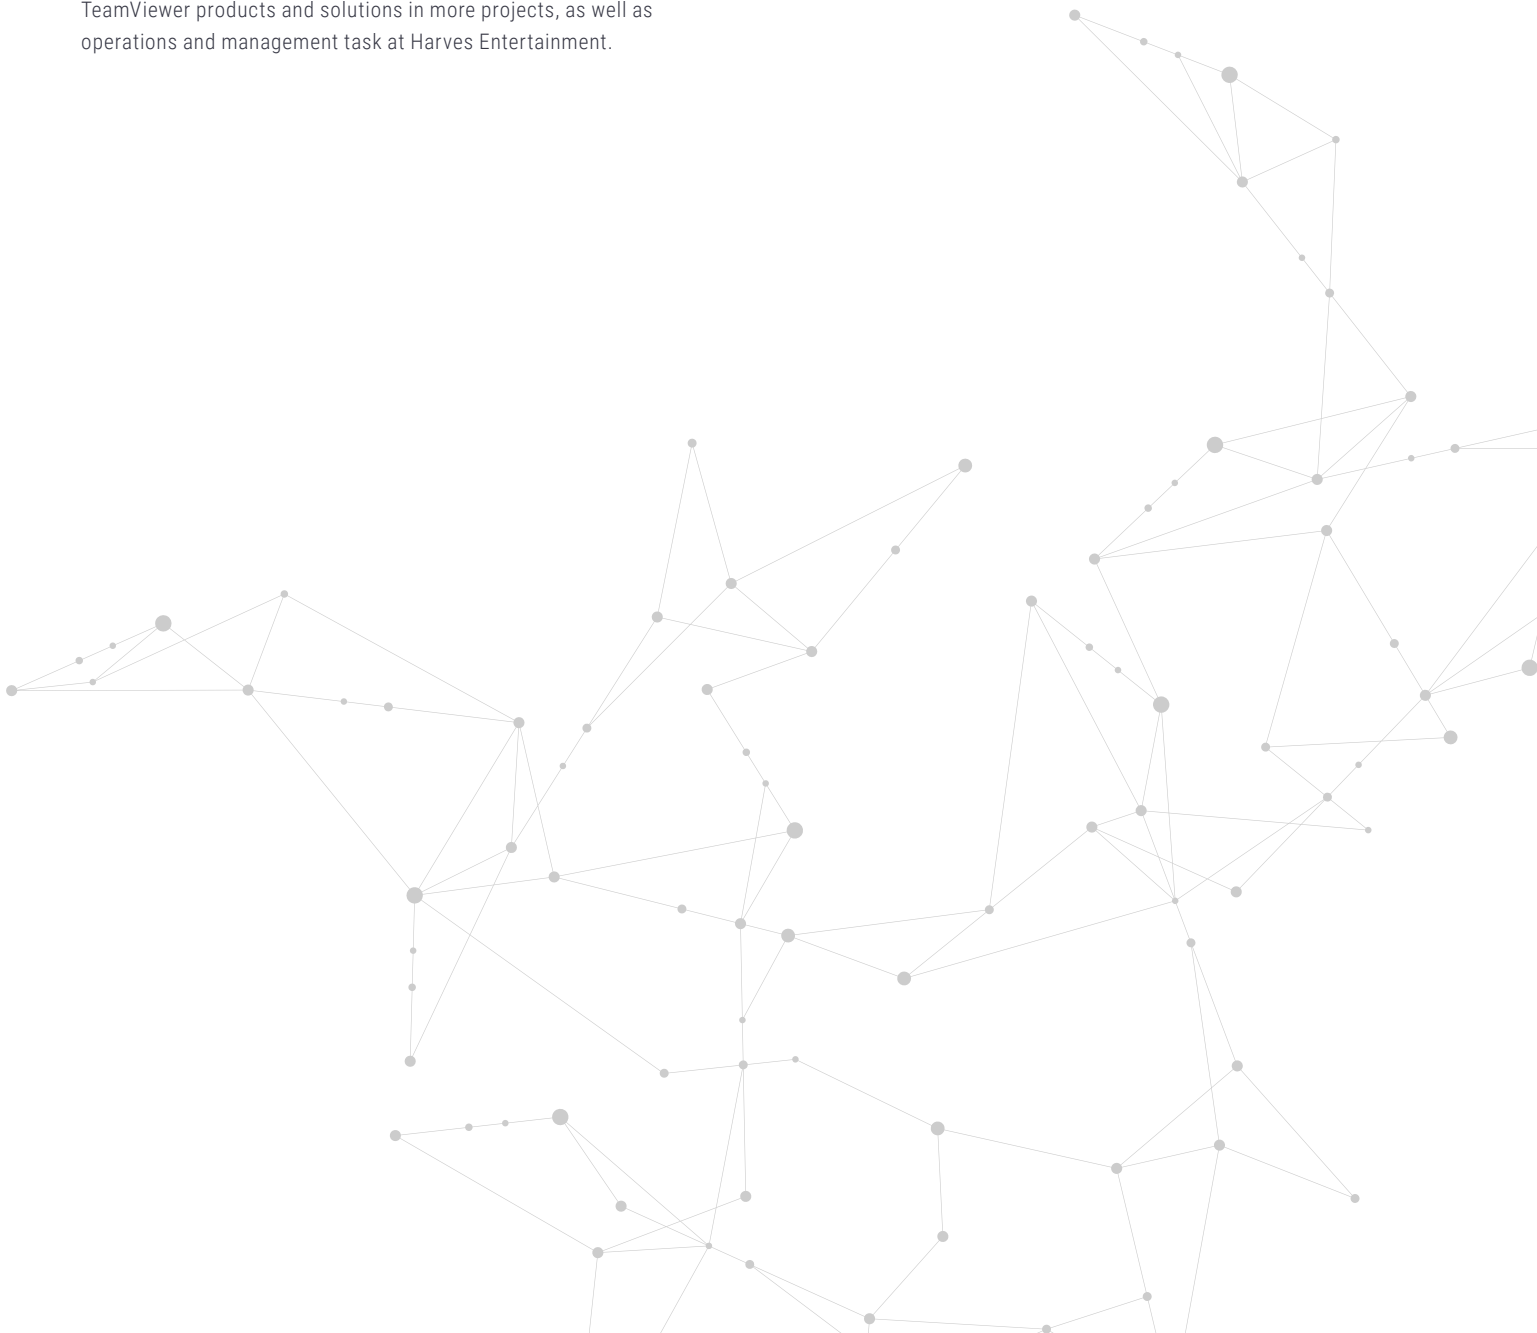 TeamViewer products and solutions in more projects, as well as
operations and management task at Harves Entertainment.